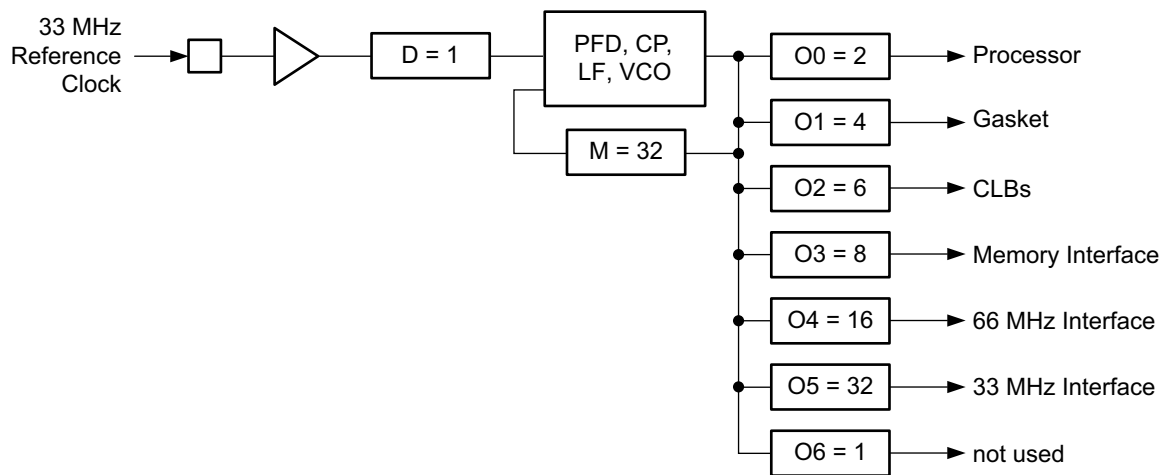 33 MHz
Reference
Clock
D = 1
PFD, CP,
LF, VCO
M = 32
O0 = 2
Processor
O1 = 4
Gasket
O2 = 6
CLBs
O3 = 8
Memory Interface
O4 = 16
66 MHz Interface
O5 = 32
33 MHz Interface
O6 = 1
not used